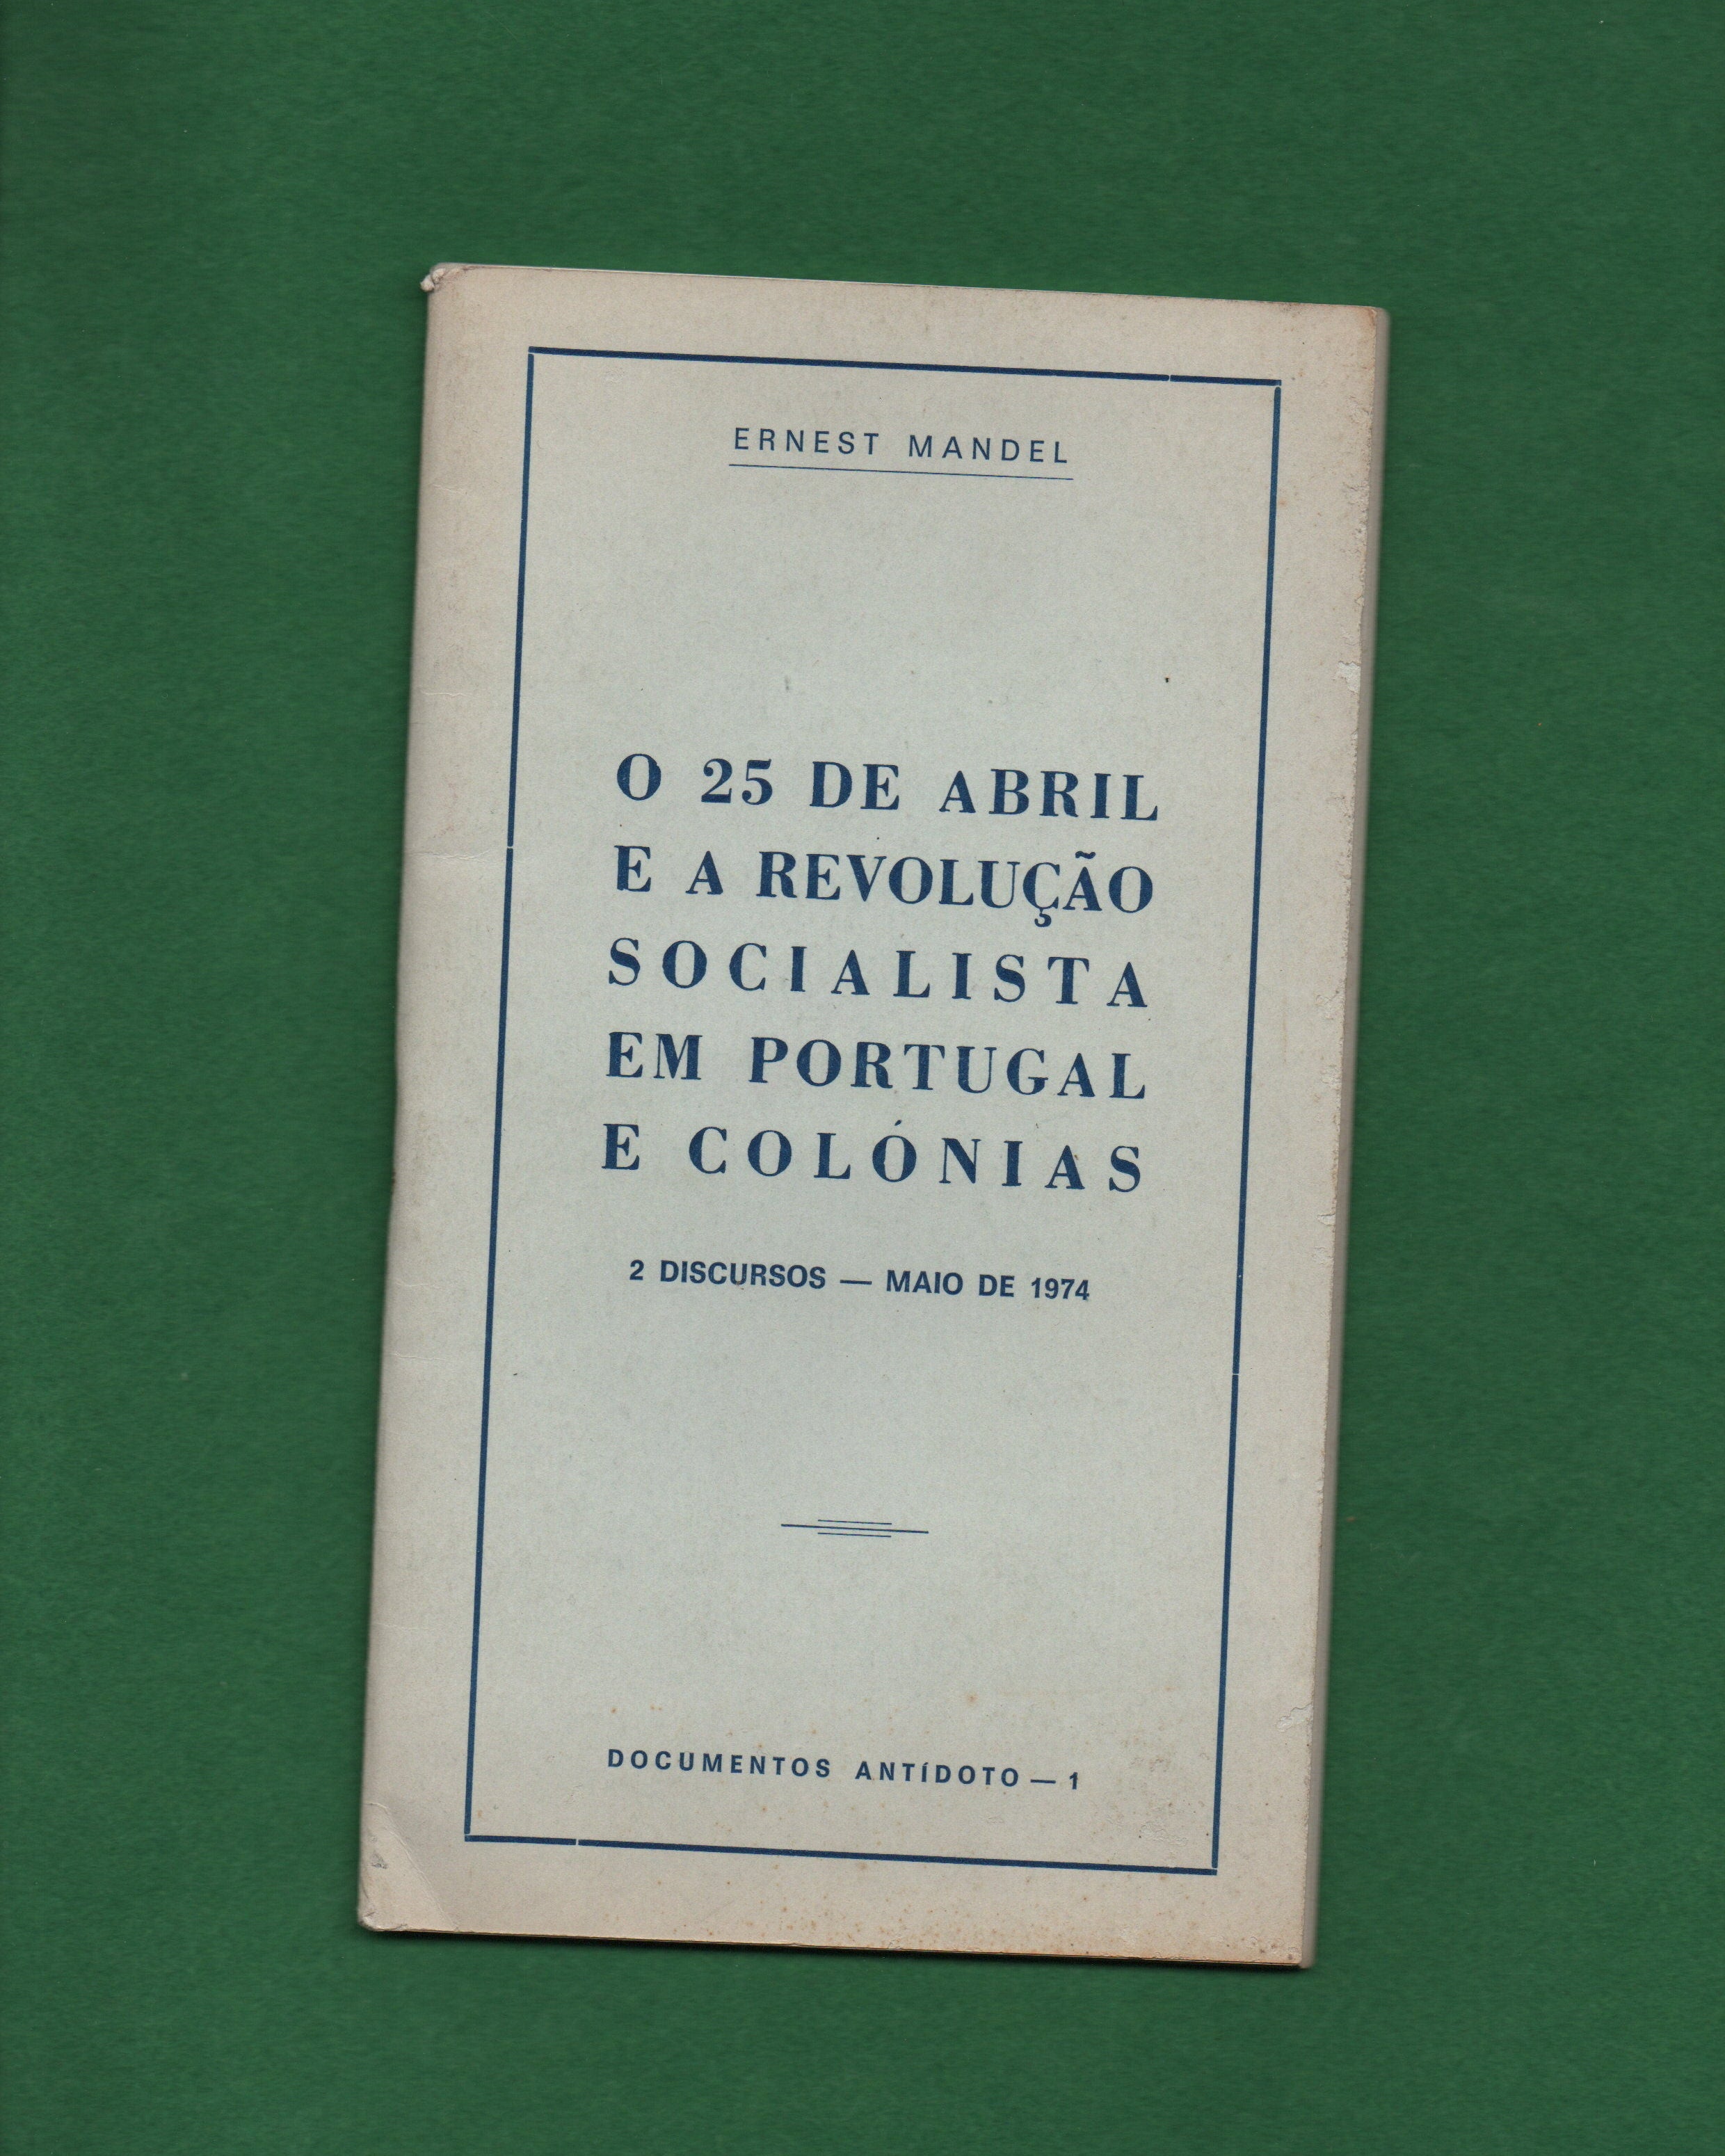 ERNEST MANDEL
O 25 DE ABRIL
E A REVOLUÇÃO
SOCIALISTA
EM PORTUGAL
E COLÓNIAS
2 DISCURSOS — MAIO DE 1974
DOCUMENTOS ANTÍDOTO — 1